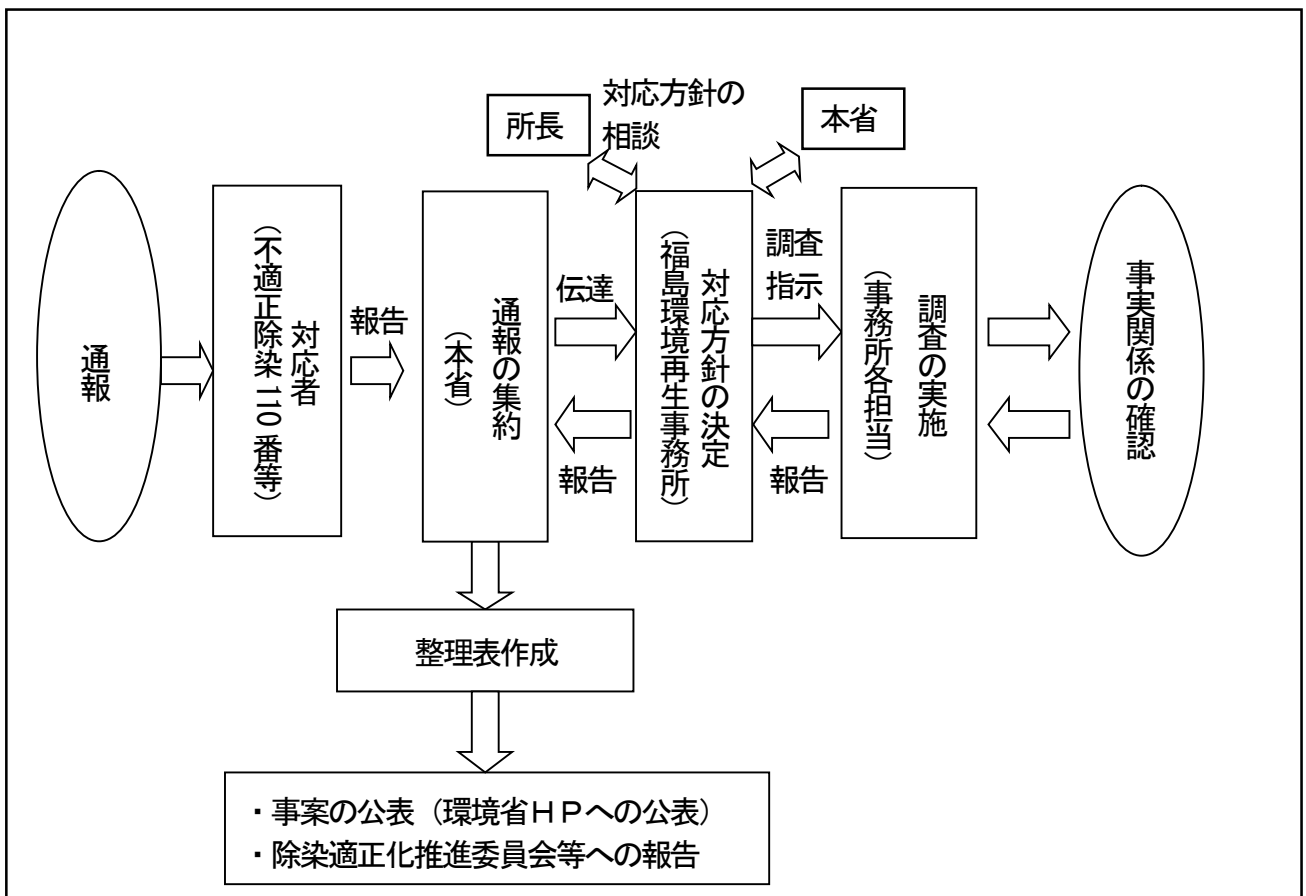 対応方針の
相談
所長
本省
通報
対応者
（不適正除染110番等）
報告
通報の集約
（本省）
伝達
報告
対応方針の決定
（福島環境再生事務所）
調査
指示
報告
調査の実施
（事務所各担当）
事実関係の確認
整理表作成
・事案の公表（環境省ＨＰへの公表）
・除染適正化推進委員会等への報告